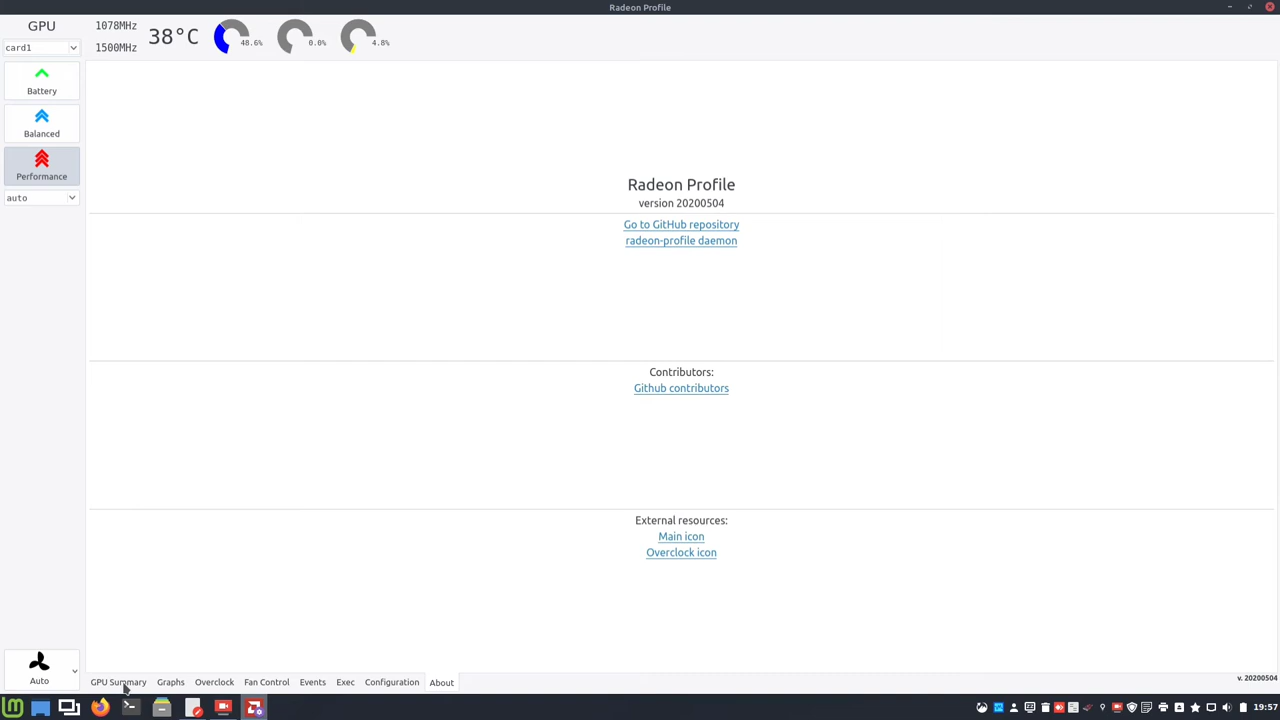 Radeon Profile
GPU
card1
1078MHz
1500MHz
38°C
48.6%
0.0%
4.8%
Battery
Balanced
Performance
auto
Radeon Profile
version 20200504
Go to GitHub repository
radeon-profile daemon
Contributors:
Github contributors
External resources:
Main icon
Overclock icon
Auto
GPU Summary Graphs Overclock Fan Control Events Exec Configuration About
v. 20200504
19:57